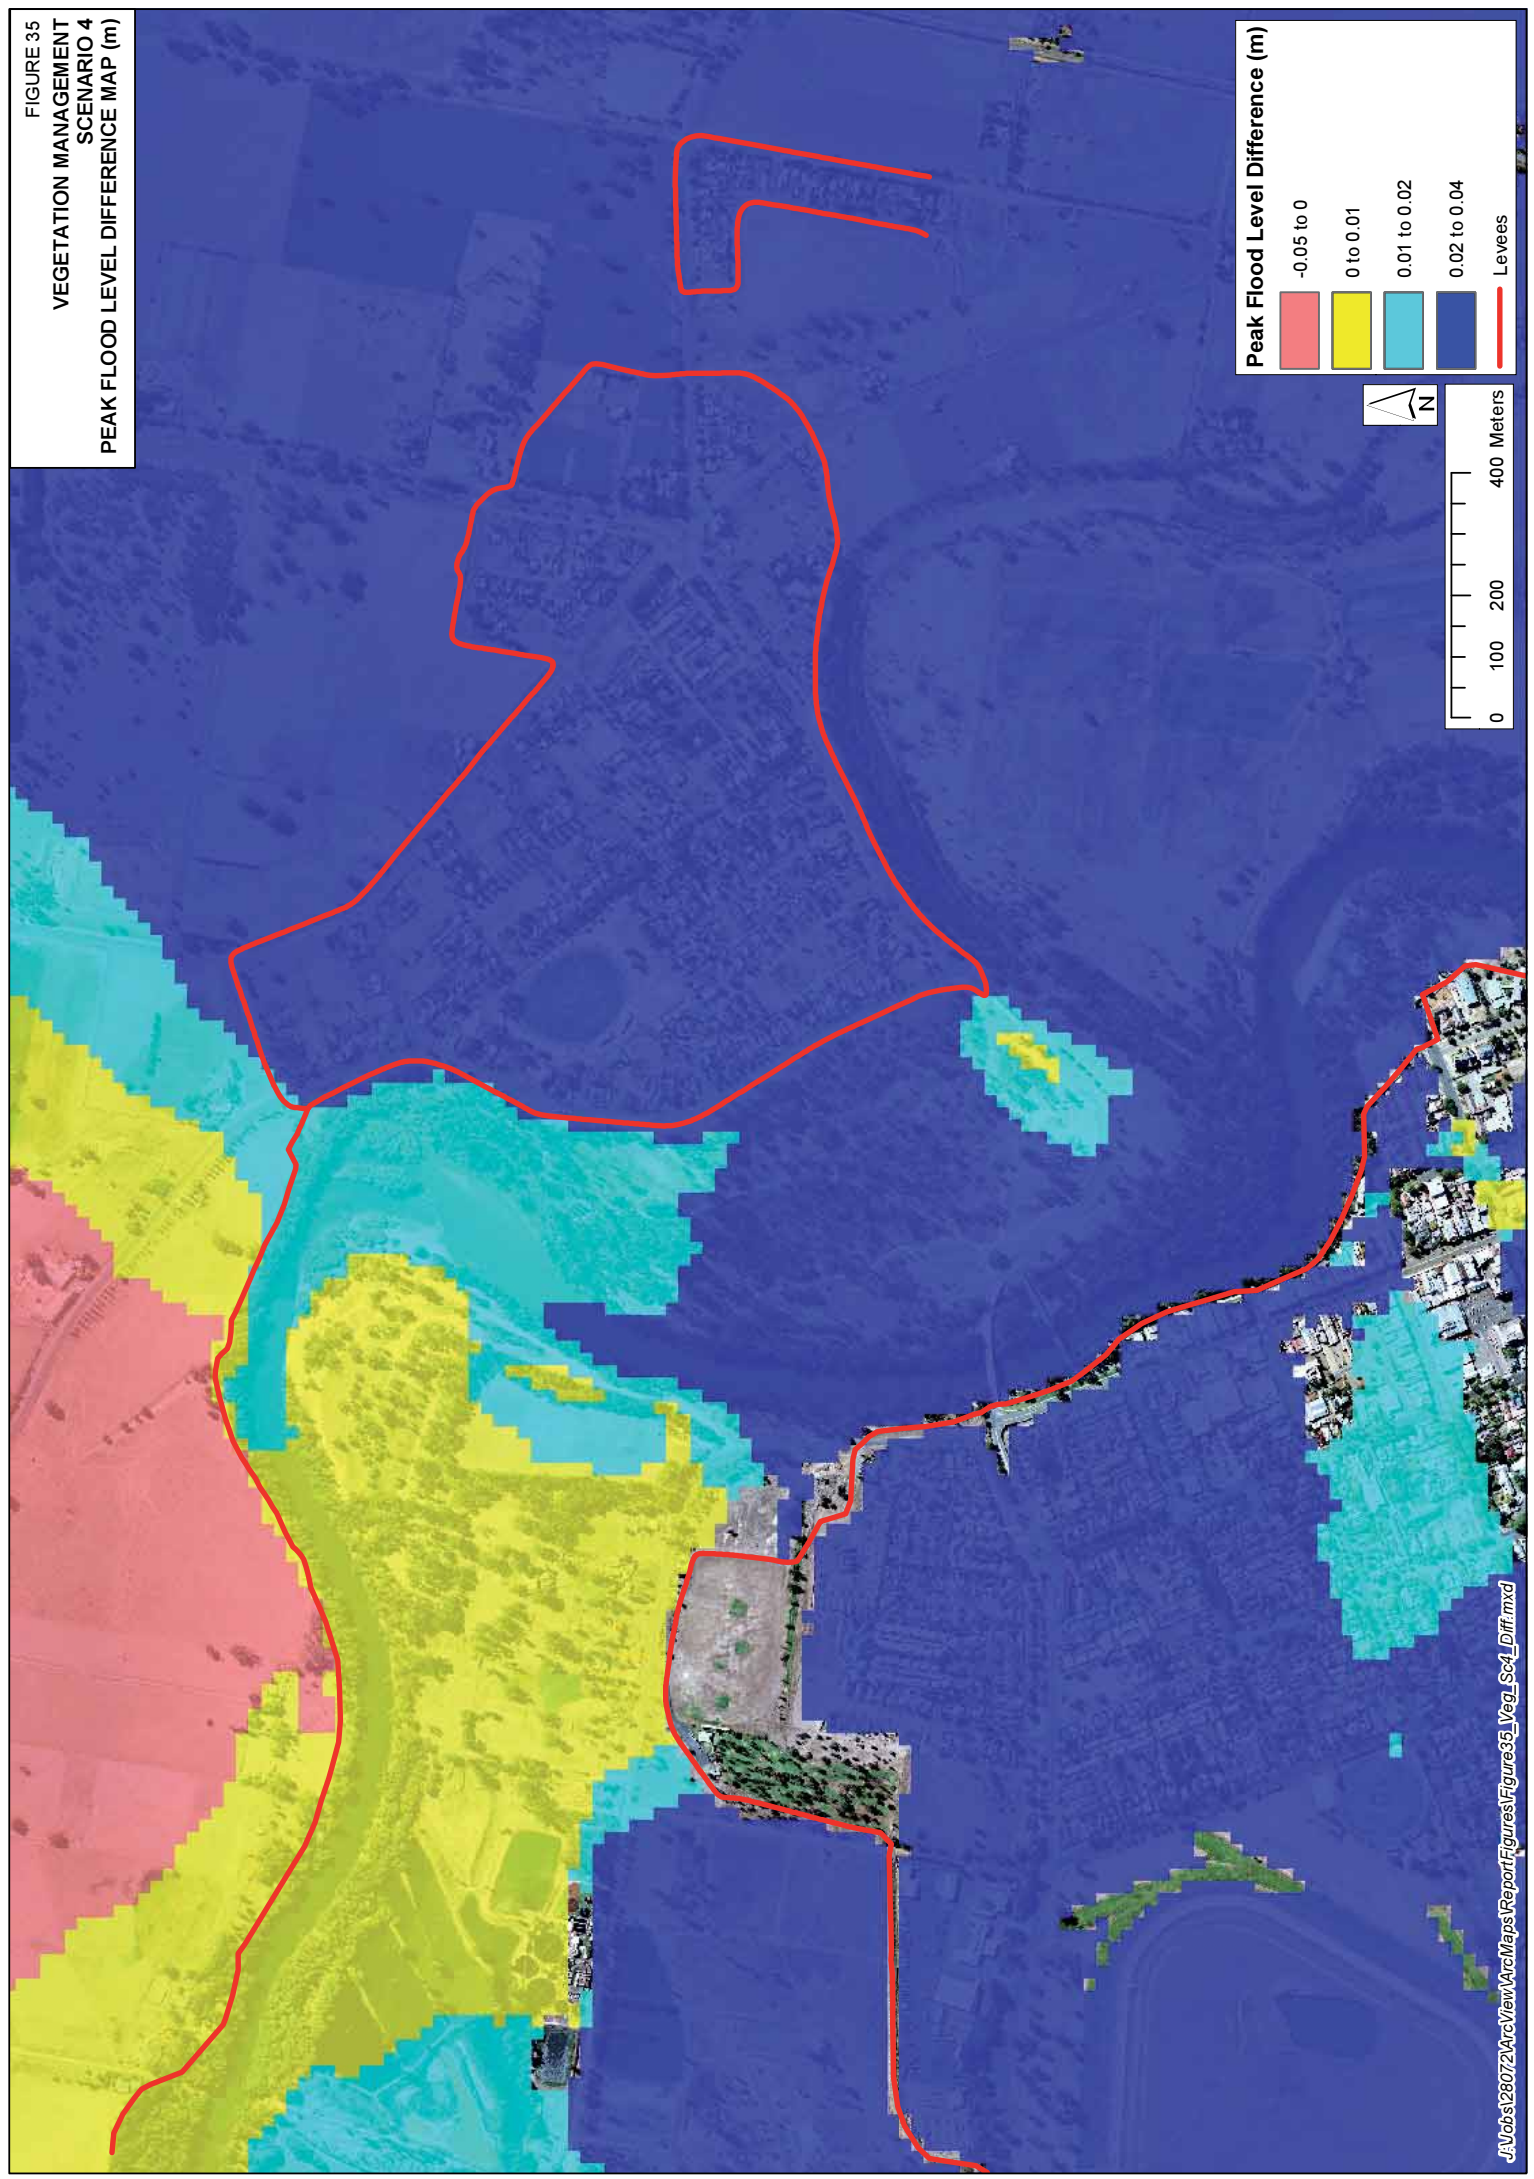 FIGURE 35
VEGETATION MANAGEMENT
SCENARIO 4
PEAK FLOOD LEVEL DIFFERENCE MAP (m)
Peak Flood Level Difference (m)
-0.05 to 0
0 to 0.01
0.01 to 0.02
0.02 to 0.04
Levees
N
0 100 200 400 Meters
J:\Jobs\28072\ArcView\ArcMaps\ReportFigures\Figure35_Veg_Sc4_Diff.mxd